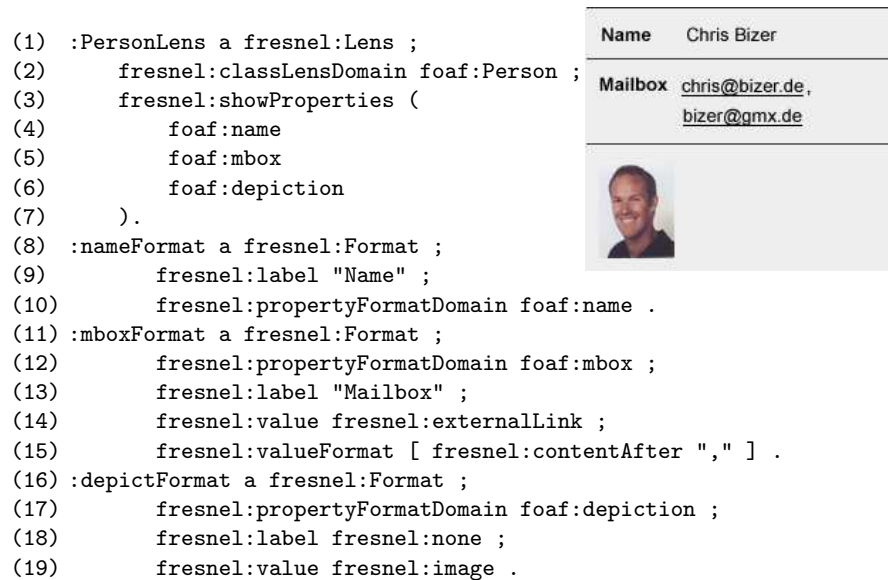 (1) :PersonLens a fresnel:Lens ;
(2) fresnel:classLensDomain foaf:Person ;
(3) fresnel:showProperties (
(4) foaf:name
(5) foaf:mbox
(6) foaf:depiction
(7) ).
(8) :nameFormat a fresnel:Format ;
(9) fresnel:label "Name" ;
(10) fresnel:propertyFormatDomain foaf:name .
(11) :mboxFormat a fresnel:Format ;
(12) fresnel:propertyFormatDomain foaf:mbox ;
(13) fresnel:label "Mailbox" ;
(14) fresnel:value fresnel:externalLink ;
(15) fresnel:valueFormat [ fresnel:contentAfter "," ] .
(16) :depictFormat a fresnel:Format ;
(17) fresnel:propertyFormatDomain foaf:depiction ;
(18) fresnel:label fresnel:none ;
(19) fresnel:value fresnel:image .
Name Chris Bizer
Mailbox chris@bizer.de,
bizer@gmx.de